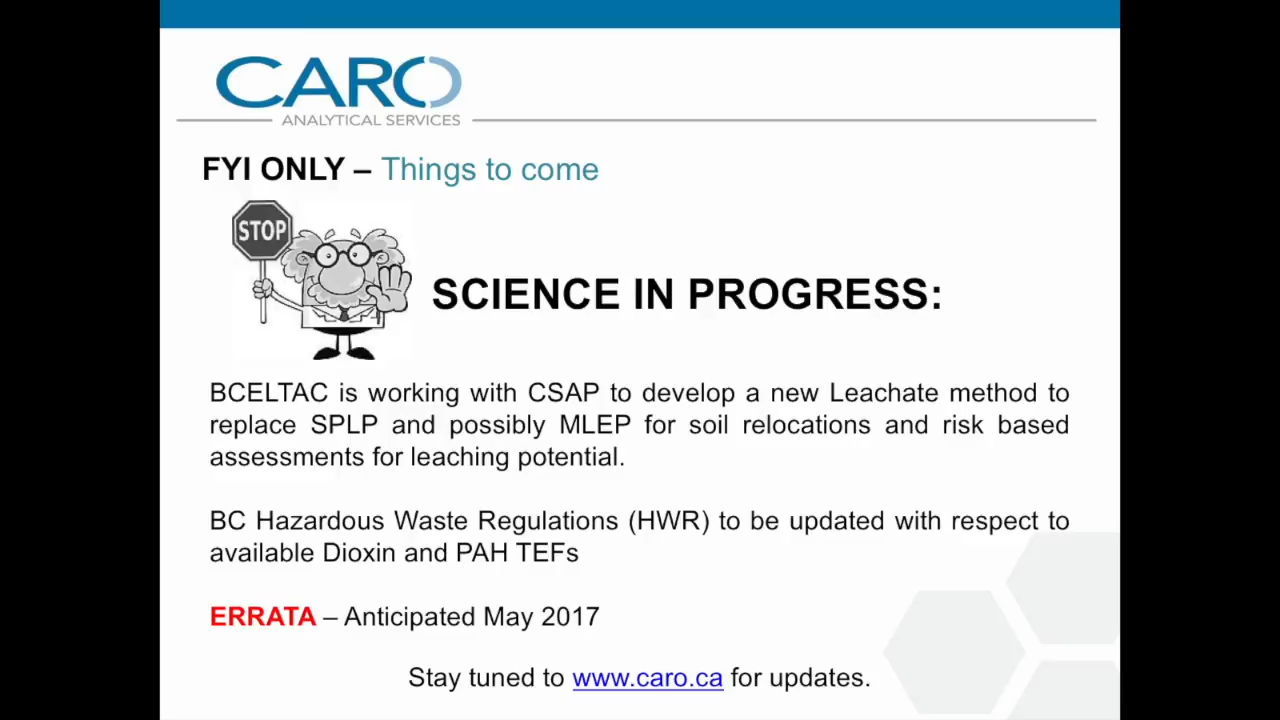 CARO
ANALYTICAL SERVICES
FYI ONLY – Things to come
STOP
SCIENCE IN PROGRESS:
BCELTAC is working with CSAP to develop a new Leachate method to
replace SPLP and possibly MLEP for soil relocations and risk based
assessments for leaching potential.
BC Hazardous Waste Regulations (HWR) to be updated with respect to
available Dioxin and PAH TEFs
ERRATA – Anticipated May 2017
Stay tuned to www.caro.ca for updates.